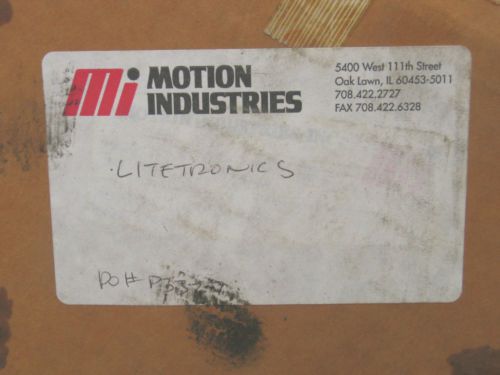 Mi MOTION
INDUSTRIES
5400 West 111th Street
Oak Lawn, IL 60453-5011
708.422.2727
FAX 708.422.6328
LITETRONICS
PO#